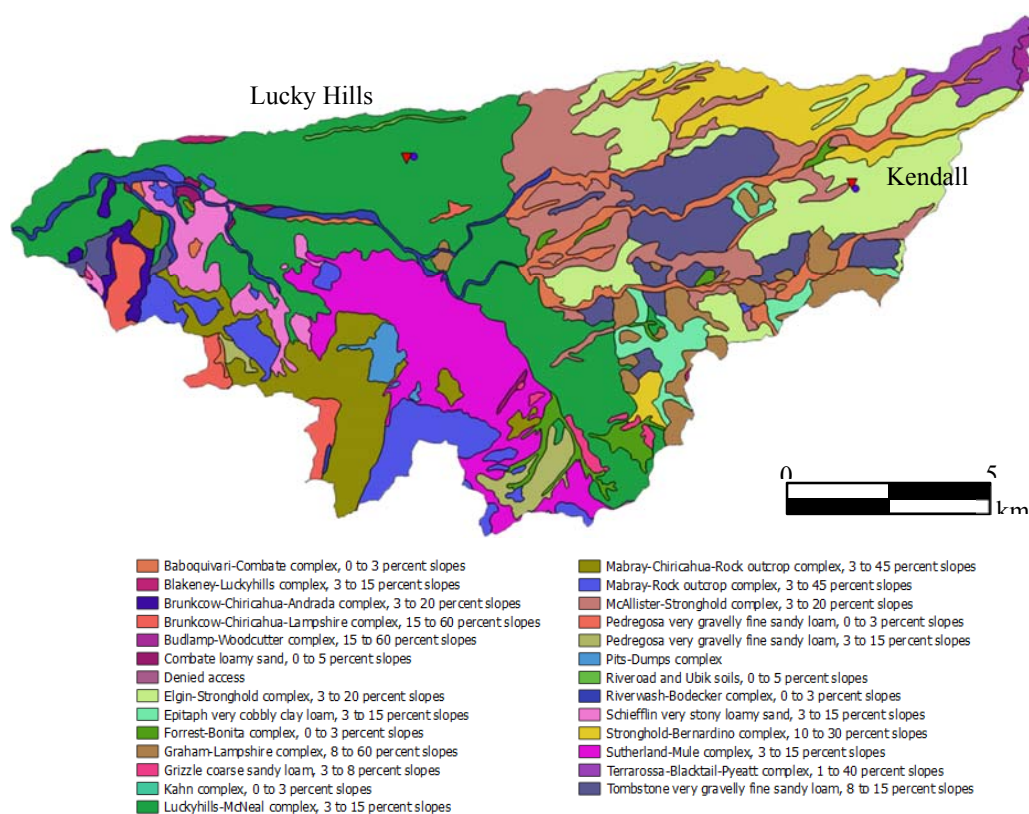 Lucky Hills
Kendall
0 5
km
Baboquivari-Combate complex, 0 to 3 percent slopes
Blakeney-Luckyhills complex, 3 to 15 percent slopes
Brunkcow-Chiricahua-Andrada complex, 3 to 20 percent slopes
Brunkcow-Chiricahua-Lampshire complex, 15 to 60 percent slopes
Budlamp-Woodcutter complex, 15 to 60 percent slopes
Combate loamy sand, 0 to 5 percent slopes
Denied access
Elgin-Stronghold complex, 3 to 20 percent slopes
Epitaph very cobbly clay loam, 3 to 15 percent slopes
Forrest-Bonita complex, 0 to 3 percent slopes
Graham-Lampshire complex, 8 to 60 percent slopes
Grizzle coarse sandy loam, 3 to 8 percent slopes
Kahn complex, 0 to 3 percent slopes
Luckyhills-McNeal complex, 3 to 15 percent slopes
Mabray-Chiricahua-Rock outcrop complex, 3 to 45 percent slopes
Mabray-Rock outcrop complex, 3 to 45 percent slopes
McAllister-Stronghold complex, 3 to 20 percent slopes
Pedregosa very gravelly fine sandy loam, 0 to 3 percent slopes
Pedregosa very gravelly fine sandy loam, 3 to 15 percent slopes
Pits-Dumps complex
Riveroad and Ubik soils, 0 to 5 percent slopes
Riverwash-Bodecker complex, 0 to 3 percent slopes
Schiefflin very stony loamy sand, 3 to 15 percent slopes
Stronghold-Bernardino complex, 10 to 30 percent slopes
Sutherland-Mule complex, 3 to 15 percent slopes
Terrarossa-Blacktail-Pyeatt complex, 1 to 40 percent slopes
Tombstone very gravelly fine sandy loam, 8 to 15 percent slopes